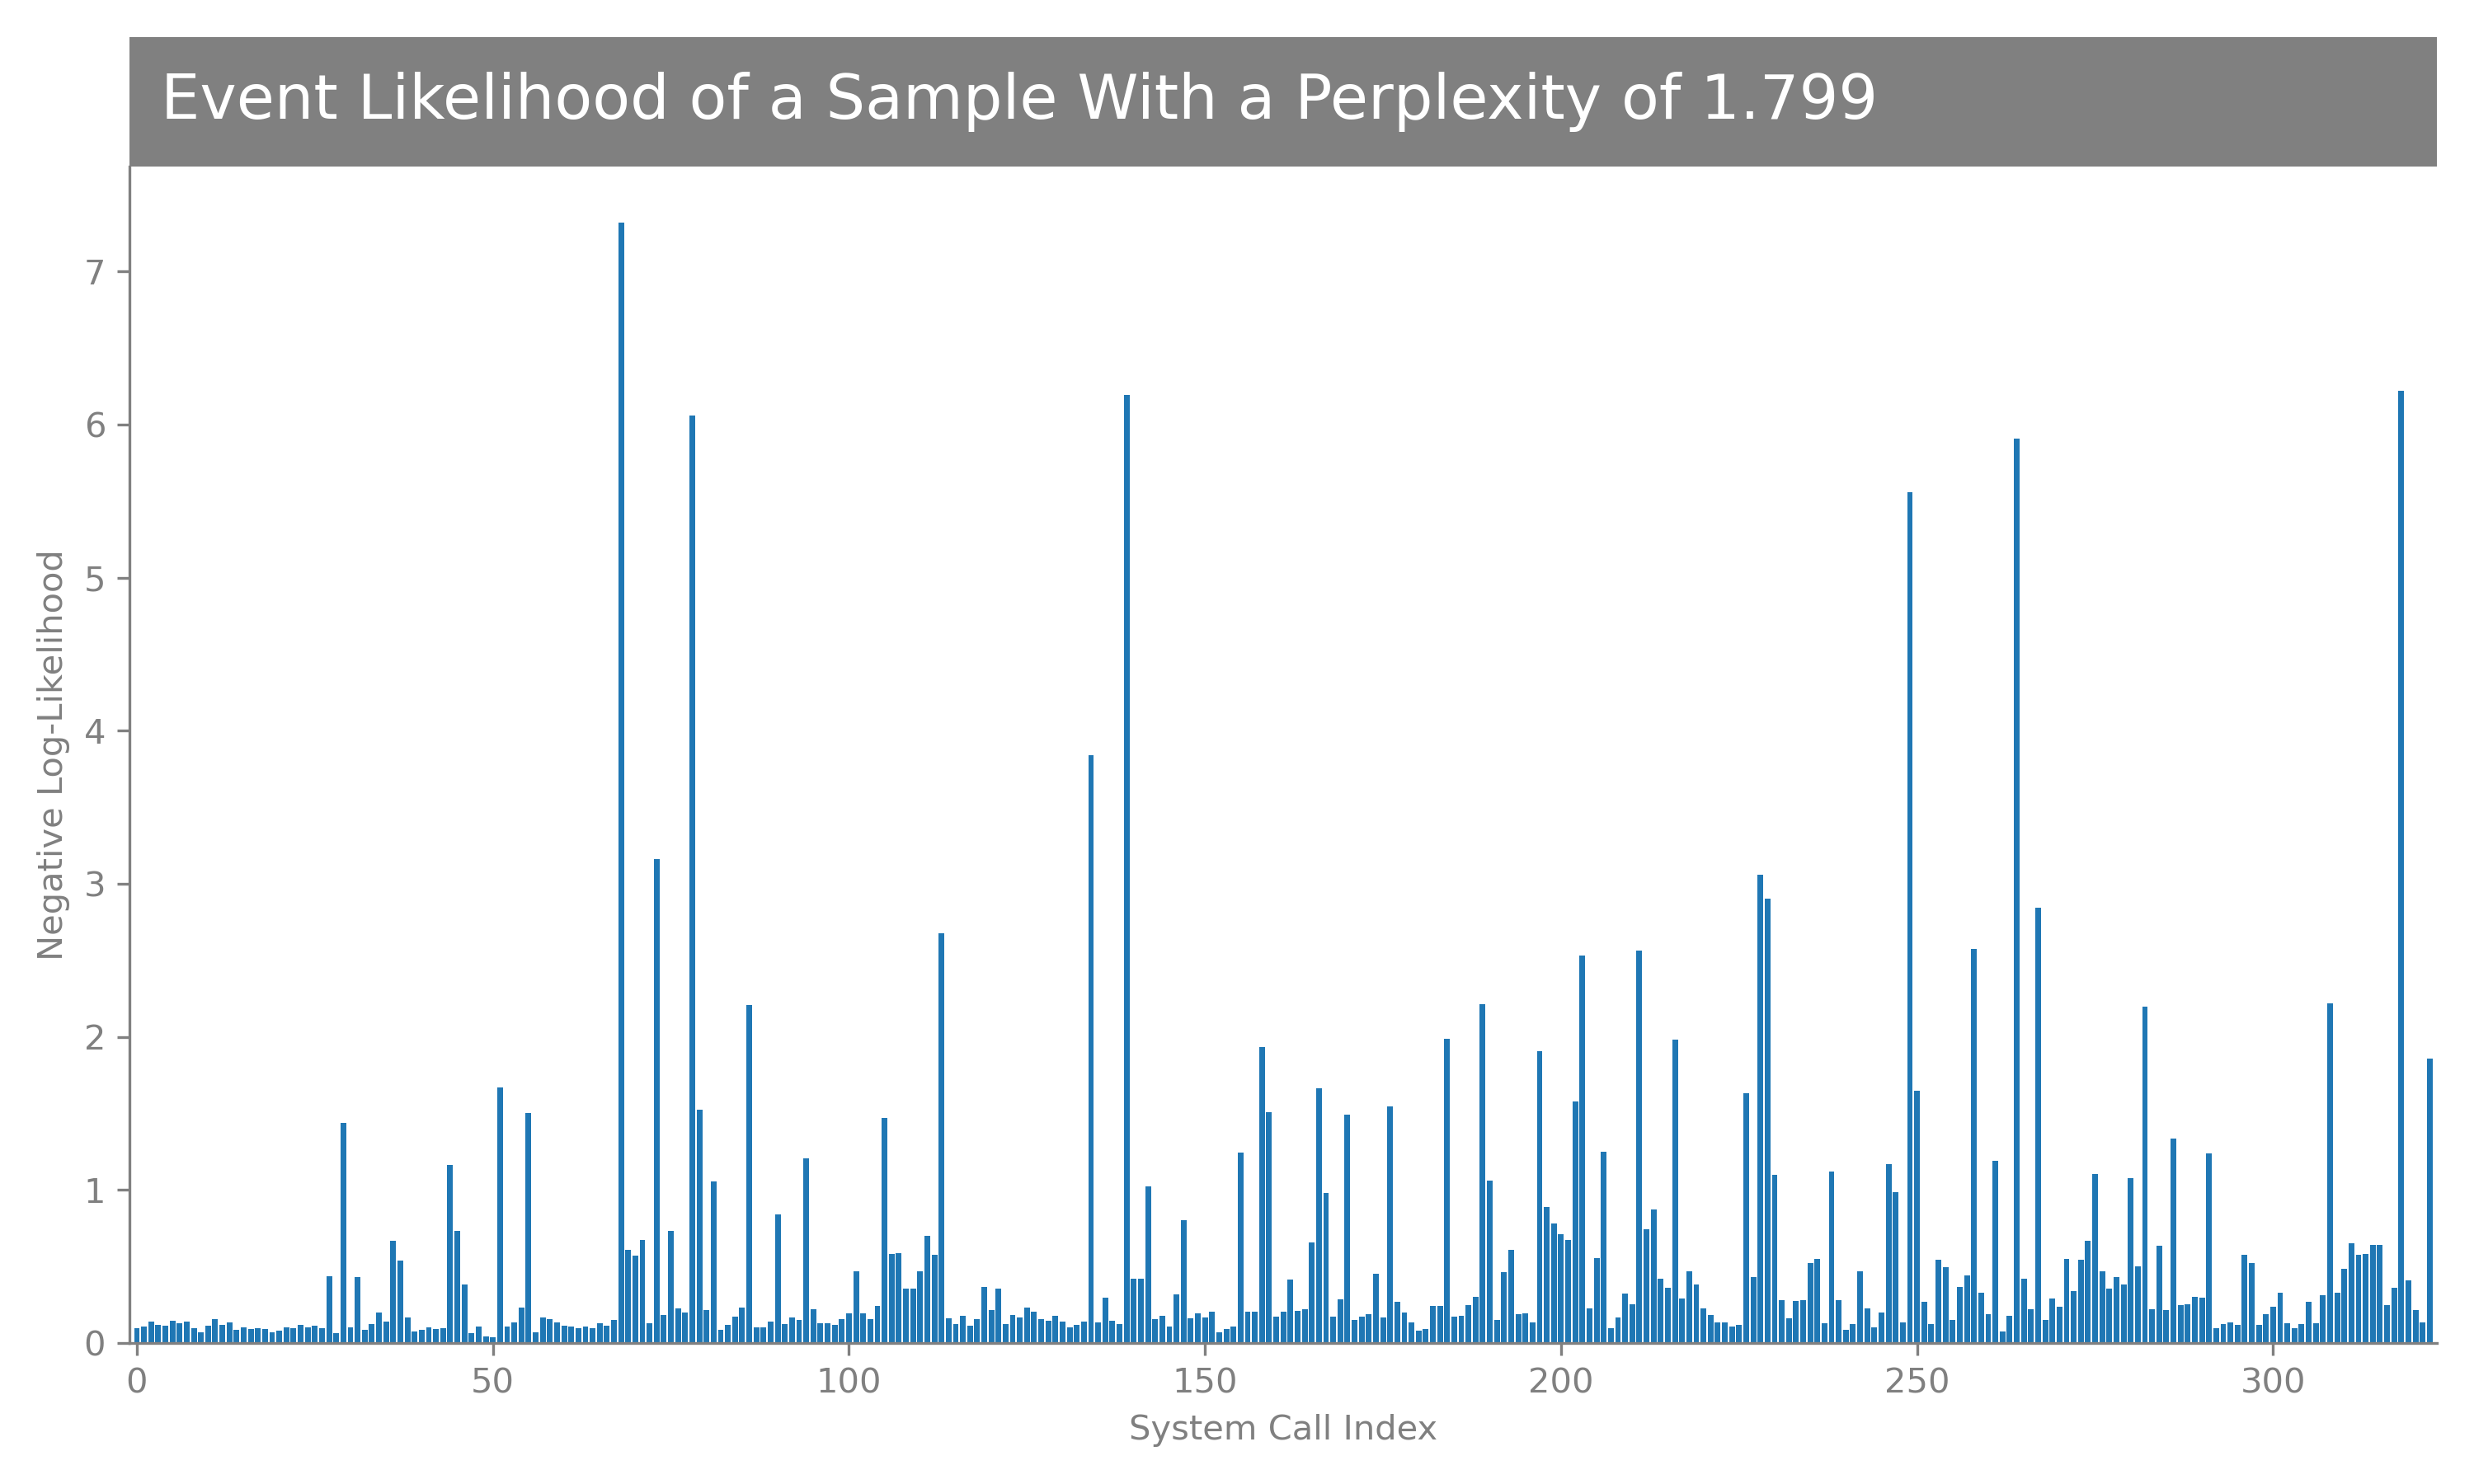 Event Likelihood of a Sample With a Perplexity of 1.799
Negative Log-Likelihood
7
6
5
4
3
2
1
0
0 50 100 150 200 250 300
System Call Index